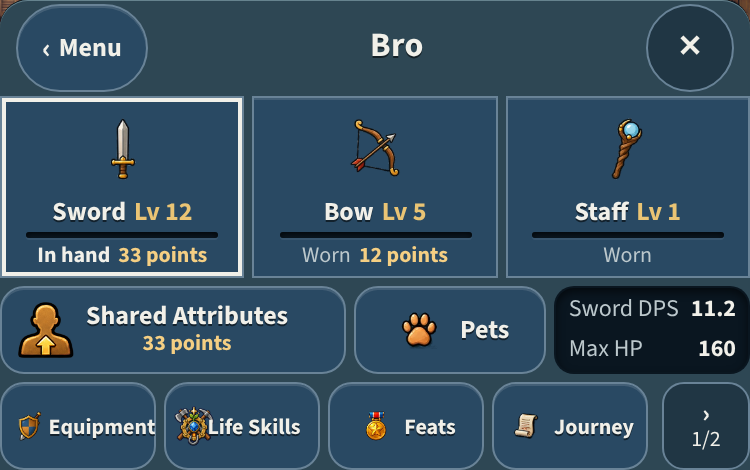 ‹ Menu
Bro
✕
Sword Lv 12
In hand 33 points
Bow Lv 5
Worn 12 points
Staff Lv 1
Worn
Shared Attributes
33 points
Pets
Sword DPS 11.2
Max HP 160
Equipment
Life Skills
Feats
Journey
›
1/2